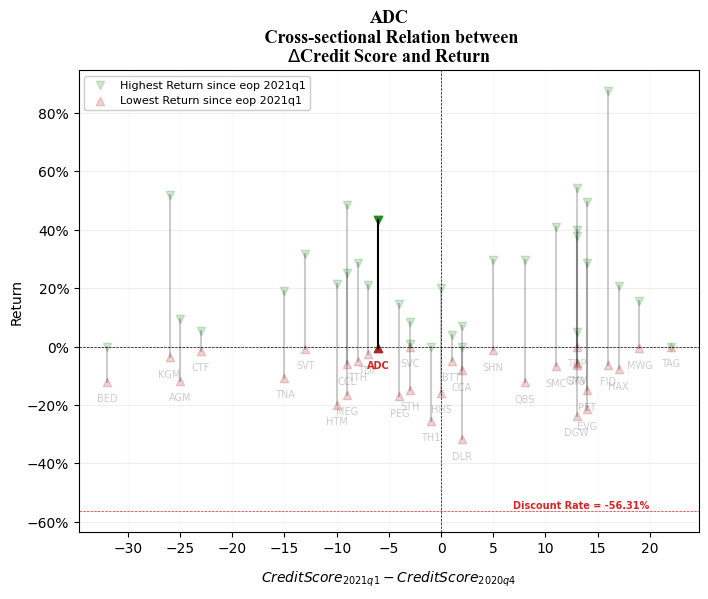 ADC
Cross-sectional Relation between
ΔCredit Score and Return
Highest Return since eop 2021q1
Lowest Return since eop 2021q1
Return
80%
60%
40%
20%
0%
−20%
−40%
−60%
BED
KGM
AGM
CTF
TNA
SVT
HTM
CCL
MEG
TTH
ADC
PEG
SVC
STH
TH1
HHS
BTT
CCA
DLR
SHN
QBS
SMC
DGW
PET
EVG
FID
HAX
MWG
TAG
Discount Rate = -56.31%
−30
−25
−20
−15
−10
−5
0
5
10
15
20
CreditScore2021q1 − CreditScore2020q4